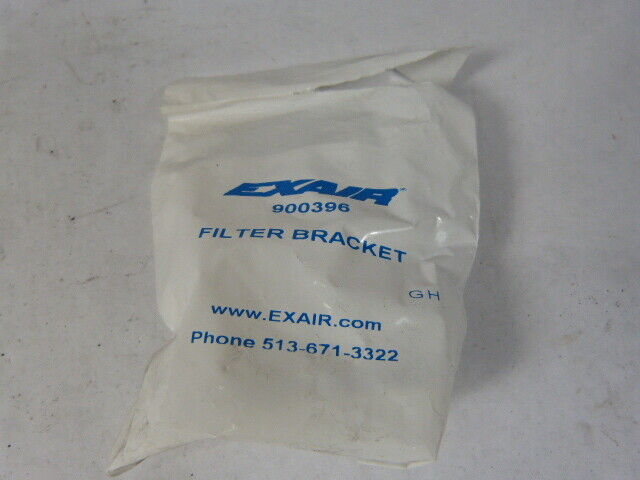 EXAIR
900396
FILTER BRACKET
GH
www.EXAIR.com
Phone 513-671-3322